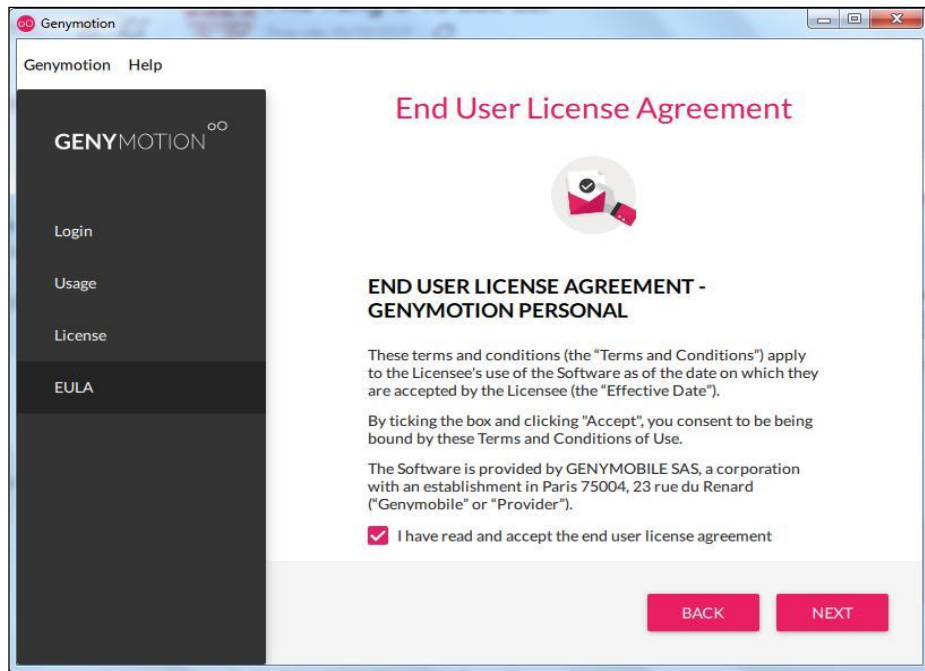 Genymotion
Genymotion Help
GENYMOTION
Login
Usage
License
EULA
End User License Agreement
END USER LICENSE AGREEMENT -
GENYMOTION PERSONAL
These terms and conditions (the “Terms and Conditions”) apply
to the Licensee's use of the Software as of the date on which they
are accepted by the Licensee (the “Effective Date”).
By ticking the box and clicking "Accept", you consent to be being
bound by these Terms and Conditions of Use.
The Software is provided by GENYMOBILE SAS, a corporation
with an establishment in Paris 75004, 23 rue du Renard
(“Genymobile” or “Provider”).
I have read and accept the end user license agreement
BACK
NEXT